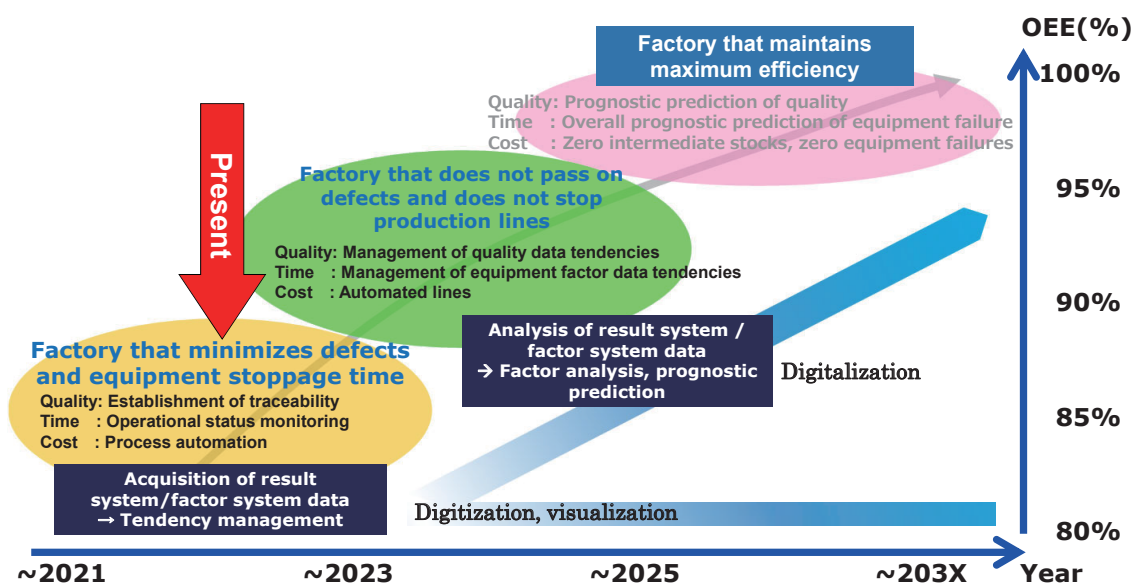 OEE(%)
Factory that maintains
maximum efficiency
100%
Quality: Prognostic prediction of quality
Time : Overall prognostic prediction of equipment failure
Cost : Zero intermediate stocks, zero equipment failures
Present
Factory that does not pass on
defects and does not stop
production lines
95%
Quality: Management of quality data tendencies
Time : Management of equipment factor data tendencies
Cost : Automated lines
90%
Analysis of result system /
factor system data
→ Factor analysis, prognostic
prediction
Digitalization
Factory that minimizes defects
and equipment stoppage time
Quality: Establishment of traceability
Time : Operational status monitoring
Cost : Process automation
85%
Acquisition of result
system/factor system data
→ Tendency management
Digitization, visualization
80%
~2021
~2023
~2025
~203X
Year